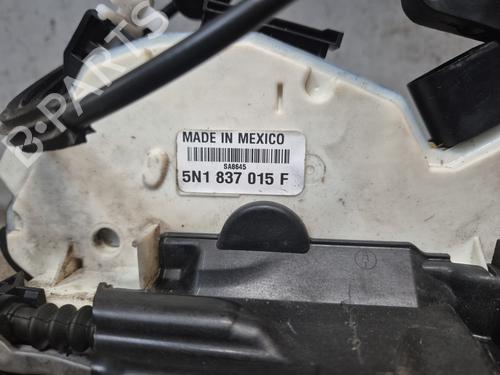 B-PARTS
MADE IN MEXICO
SA8645
5N1 837 015 F